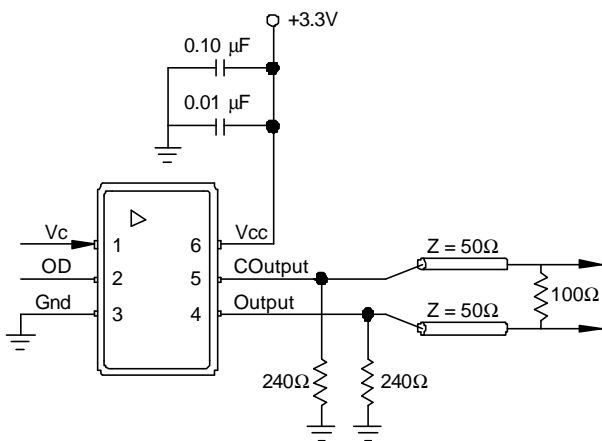 +3.3V
0.10 μF
0.01 μF
Vc 1 6 Vcc
OD 2 5 COutput
Gnd 3 4 Output
Z = 50Ω
100Ω
Z = 50Ω
240Ω 240Ω